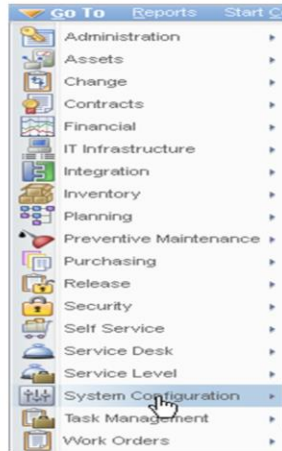 Go To Reports Start C
Administration
Assets
Change
Contracts
Financial
IT Infrastructure
Integration
Inventory
Planning
Preventive Maintenance
Purchasing
Release
Security
Self Service
Service Desk
Service Level
System Configuration
Task Management
Work Orders